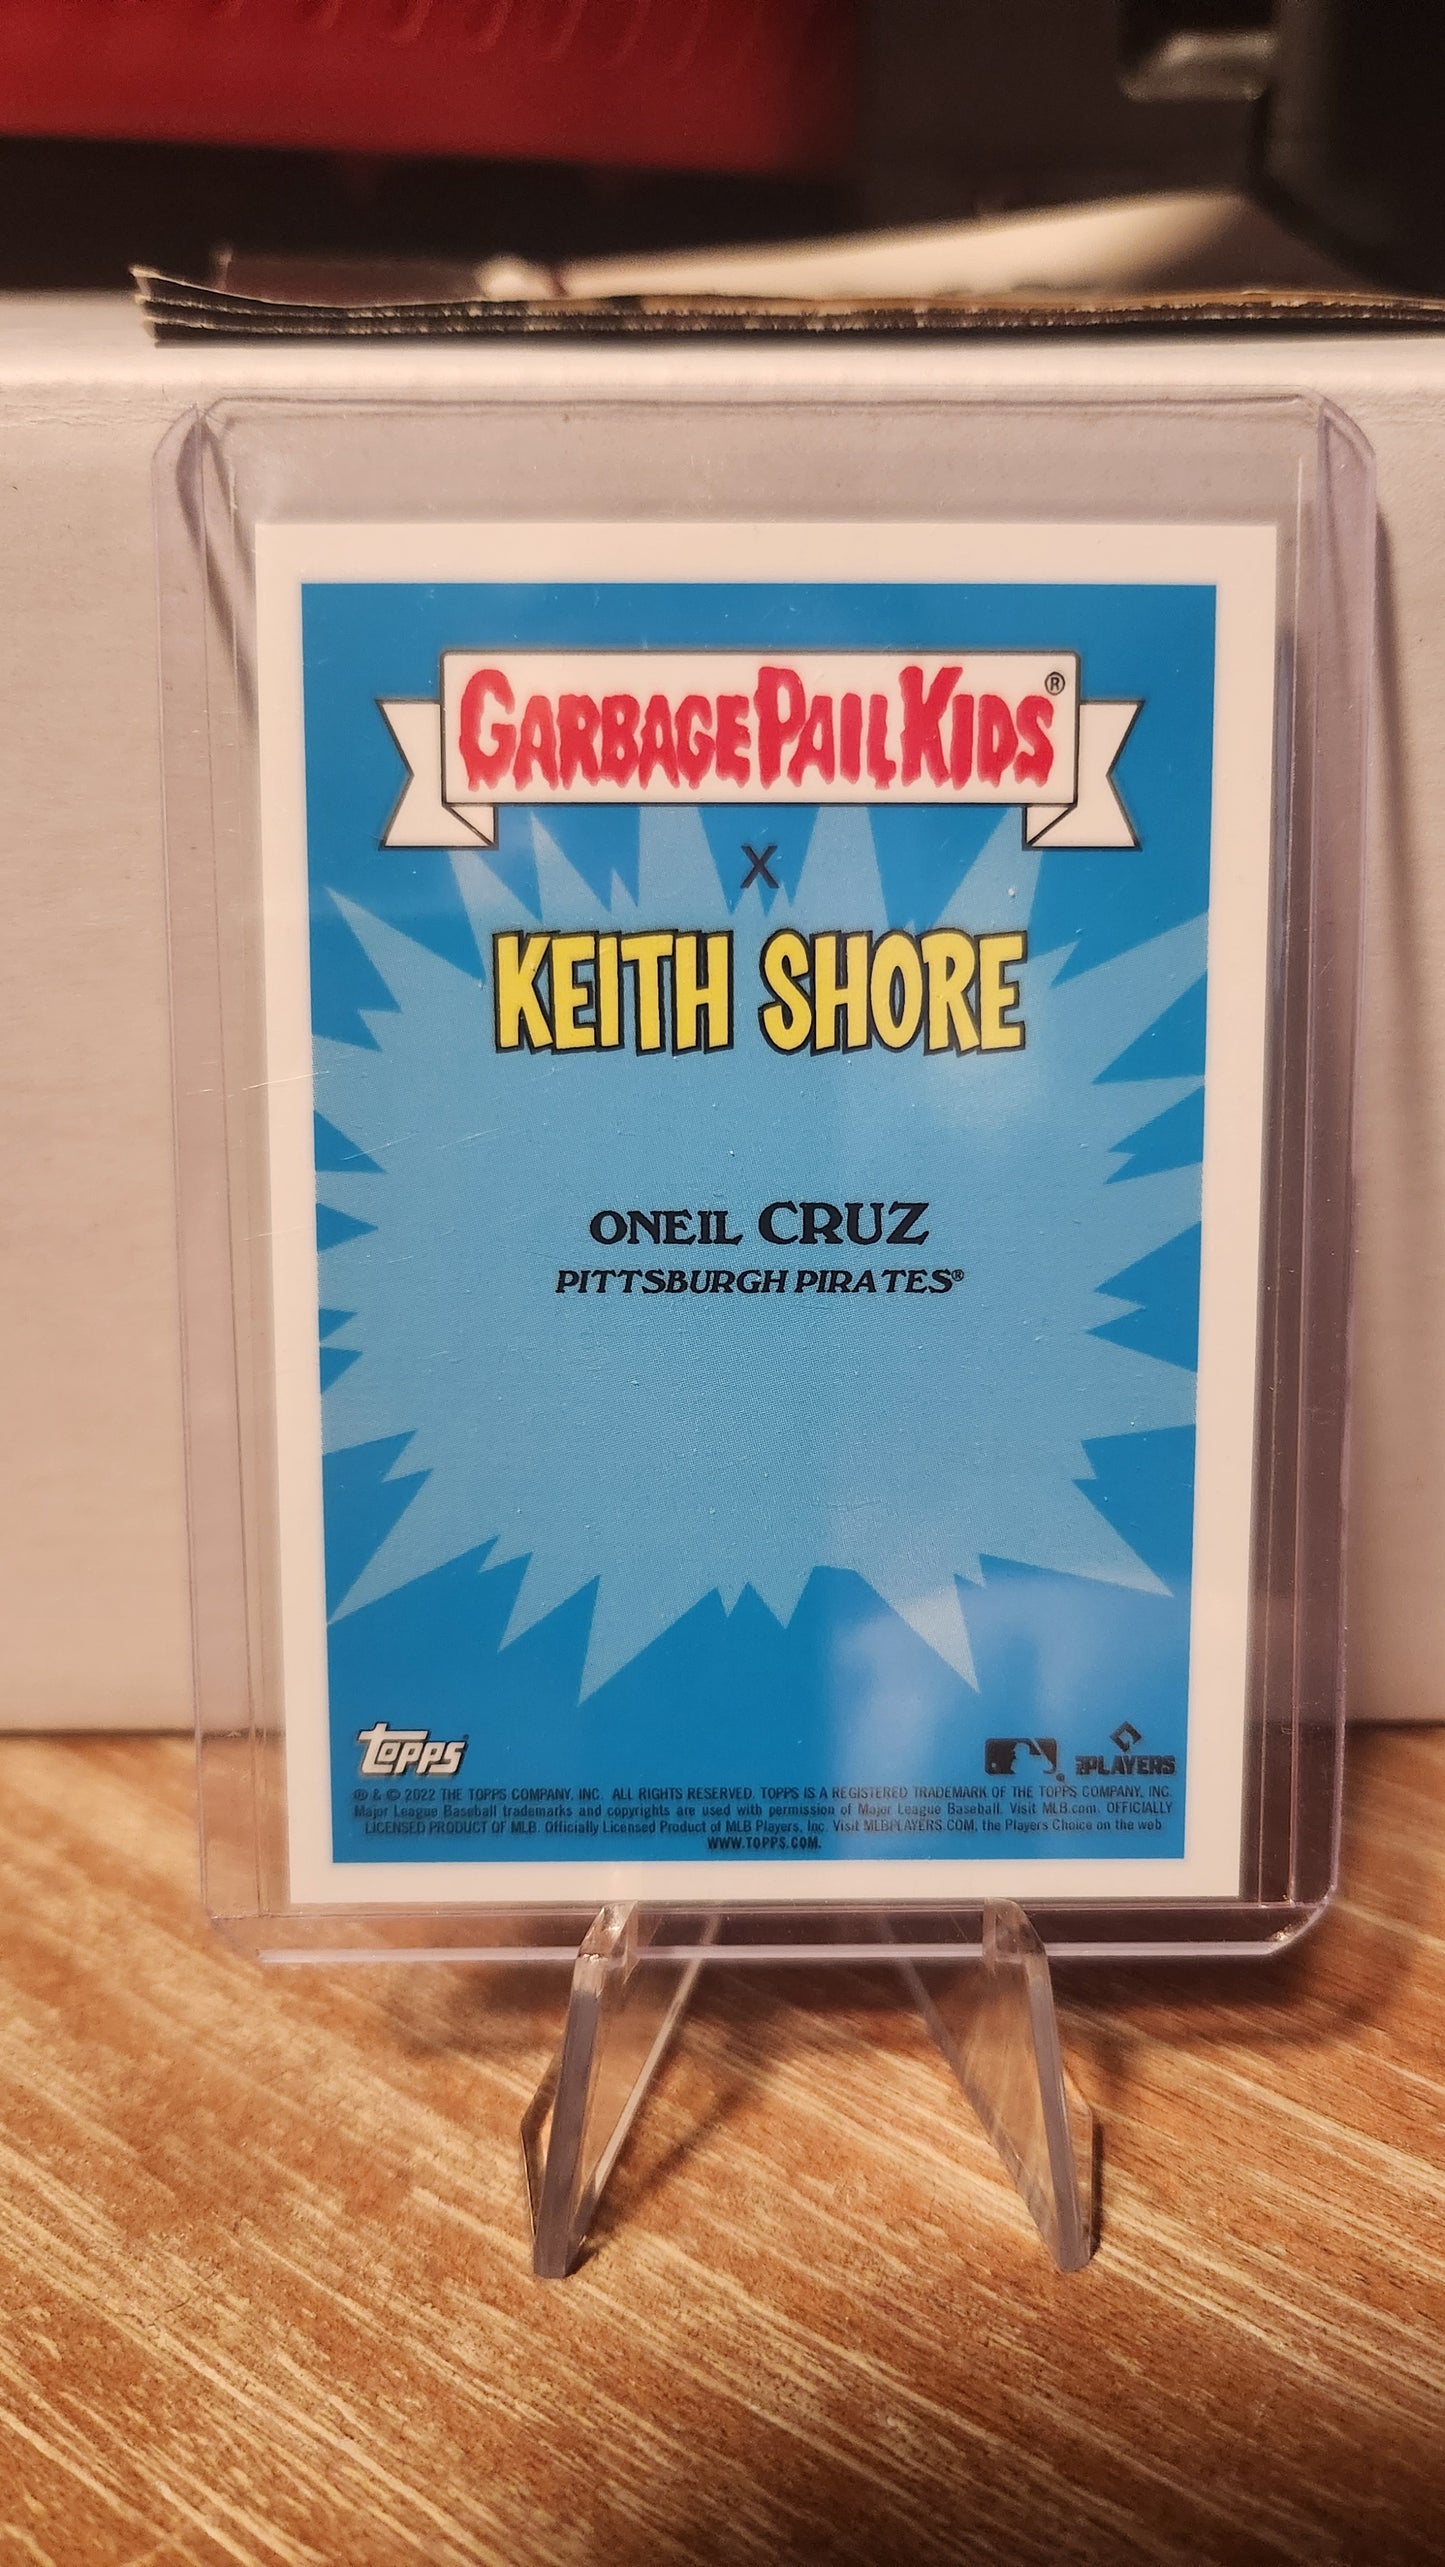 GARBAGE PAIL KIDS®
X
KEITH SHORE
ONEIL CRUZ
PITTSBURGH PIRATES®
topps
PLAYERS
® & © 2022 THE TOPPS COMPANY, INC. ALL RIGHTS RESERVED. TOPPS IS A REGISTERED TRADEMARK OF THE TOPPS COMPANY, INC.
Major League Baseball trademarks and copyrights are used with permission of Major League Baseball. Visit MLB.com. OFFICIALLY
LICENSED PRODUCT OF MLB. Officially Licensed Product of MLB Players, Inc. Visit MLBPLAYERS.COM, the Players Choice on the web.
WWW.TOPPS.COM.